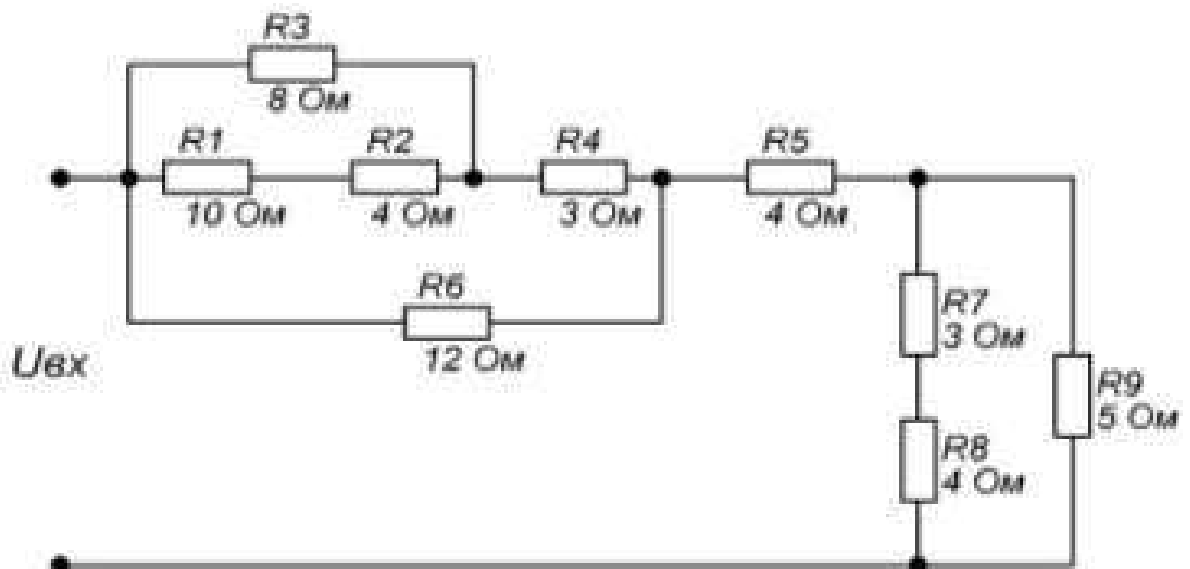 R3
8 Ом
R1
10 Ом
R2
4 Ом
R4
3 Ом
R5
4 Ом
R6
12 Ом
Uвх
R7
3 Ом
R8
4 Ом
R9
5 Ом